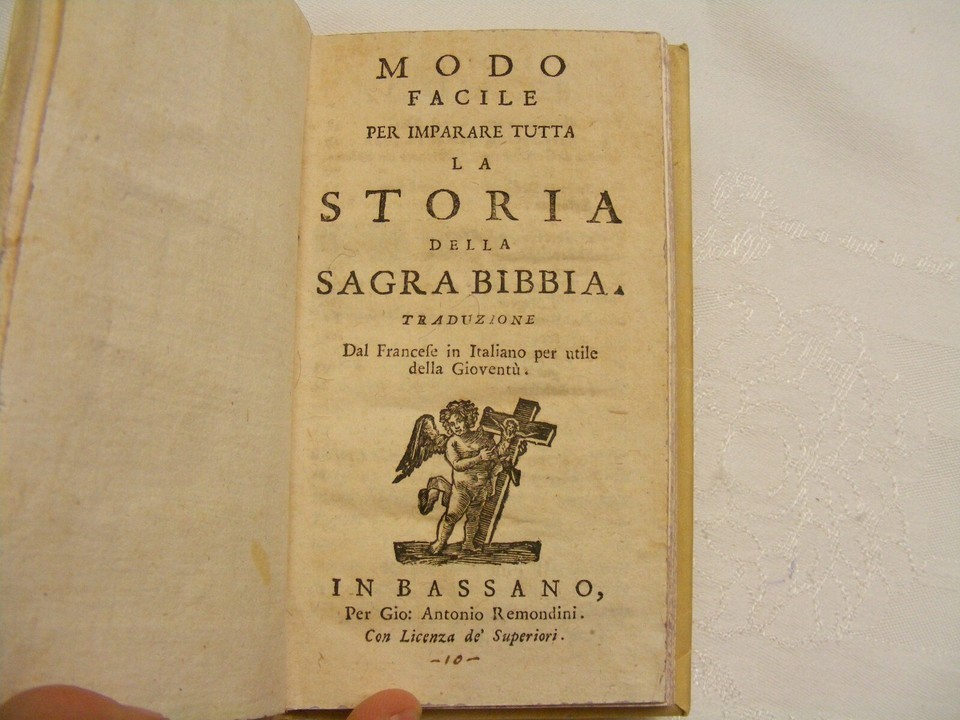 MODO
FACILE
PER IMPARARE TUTTA
LA
STORIA
DELLA
SAGRA BIBBIA.
TRADUZIONE
Dal Franceſe in Italiano per utile
della Gioventù.
IN BASSANO,
Per Gio: Antonio Remondini.
Con Licenza de' Superiori.
-10-